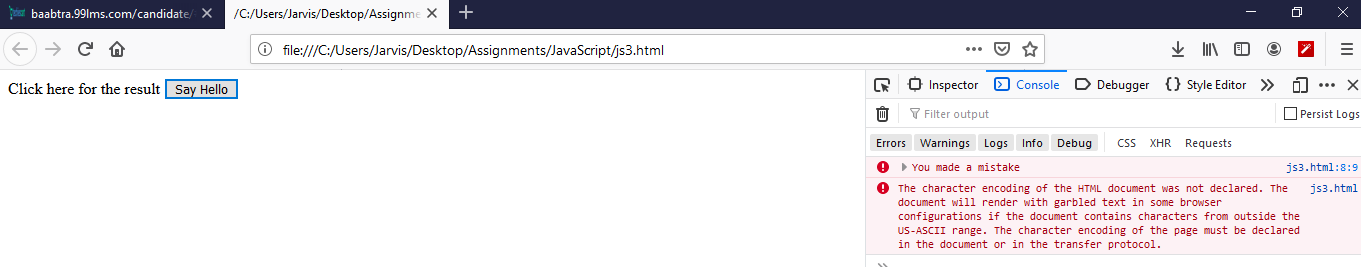 baabtra.99lms.com/candidate/
/C:/Users/Jarvis/Desktop/Assignme
file:///C:/Users/Jarvis/Desktop/Assignments/JavaScript/js3.html
Click here for the result Say Hello
Inspector Console Debugger Style Editor
Filter output Persist Logs
Errors Warnings Logs Info Debug CSS XHR Requests
You made a mistake js3.html:8:9
The character encoding of the HTML document was not declared. The js3.html
document will render with garbled text in some browser
configurations if the document contains characters from outside the
US-ASCII range. The character encoding of the page must be declared
in the document or in the transfer protocol.